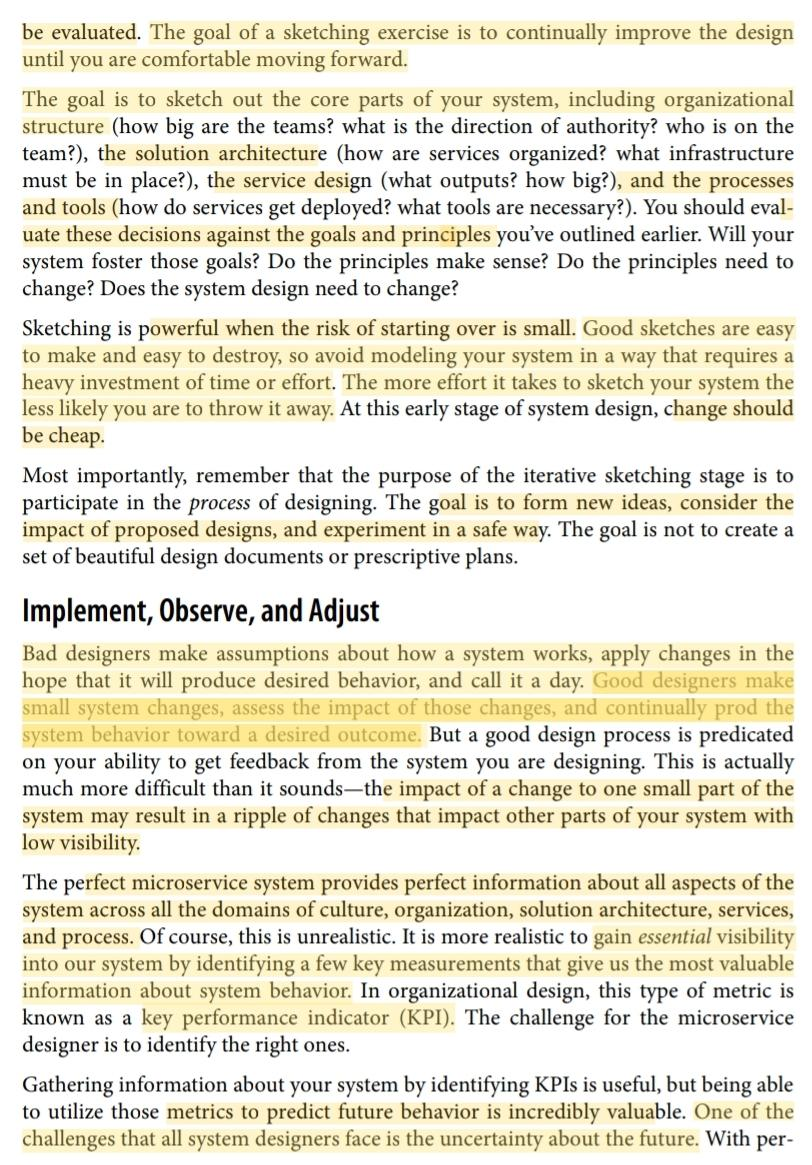 be evaluated. The goal of a sketching exercise is to continually improve the design
until you are comfortable moving forward.
The goal is to sketch out the core parts of your system, including organizational
structure (how big are the teams? what is the direction of authority? who is on the
team?), the solution architecture (how are services organized? what infrastructure
must be in place?), the service design (what outputs? how big?), and the processes
and tools (how do services get deployed? what tools are necessary?). You should eval-
uate these decisions against the goals and principles you’ve outlined earlier. Will your
system foster those goals? Do the principles make sense? Do the principles need to
change? Does the system design need to change?
Sketching is powerful when the risk of starting over is small. Good sketches are easy
to make and easy to destroy, so avoid modeling your system in a way that requires a
heavy investment of time or effort. The more effort it takes to sketch your system the
less likely you are to throw it away. At this early stage of system design, change should
be cheap.
Most importantly, remember that the purpose of the iterative sketching stage is to
participate in the process of designing. The goal is to form new ideas, consider the
impact of proposed designs, and experiment in a safe way. The goal is not to create a
set of beautiful design documents or prescriptive plans.
Implement, Observe, and Adjust
Bad designers make assumptions about how a system works, apply changes in the
hope that it will produce desired behavior, and call it a day. Good designers make
small system changes, assess the impact of those changes, and continually prod the
system behavior toward a desired outcome. But a good design process is predicated
on your ability to get feedback from the system you are designing. This is actually
much more difficult than it sounds—the impact of a change to one small part of the
system may result in a ripple of changes that impact other parts of your system with
low visibility.
The perfect microservice system provides perfect information about all aspects of the
system across all the domains of culture, organization, solution architecture, services,
and process. Of course, this is unrealistic. It is more realistic to gain essential visibility
into our system by identifying a few key measurements that give us the most valuable
information about system behavior. In organizational design, this type of metric is
known as a key performance indicator (KPI). The challenge for the microservice
designer is to identify the right ones.
Gathering information about your system by identifying KPIs is useful, but being able
to utilize those metrics to predict future behavior is incredibly valuable. One of the
challenges that all system designers face is the uncertainty about the future. With per-